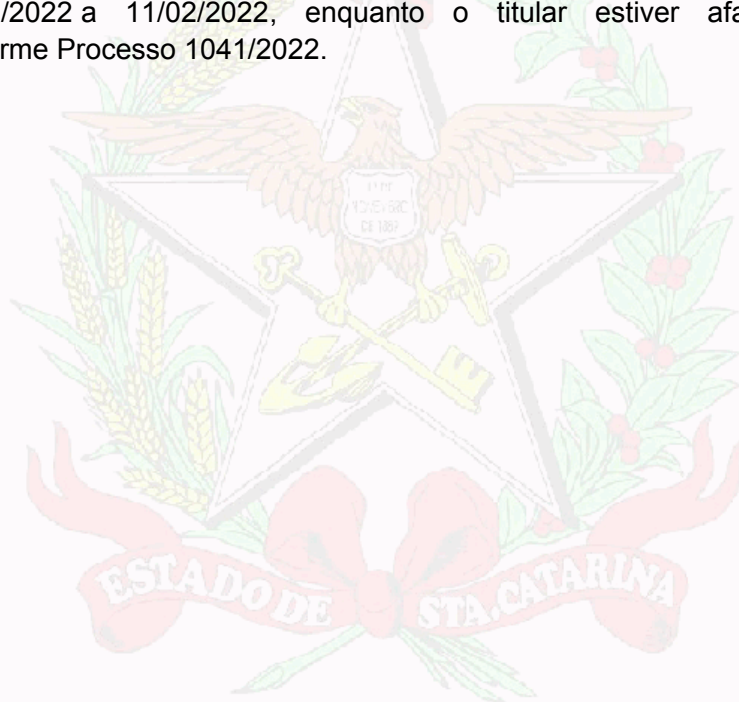 /2022 a 11/02/2022, enquanto o titular estiver afa
rme Processo 1041/2022.
ESTADO DE STA. CATARINA